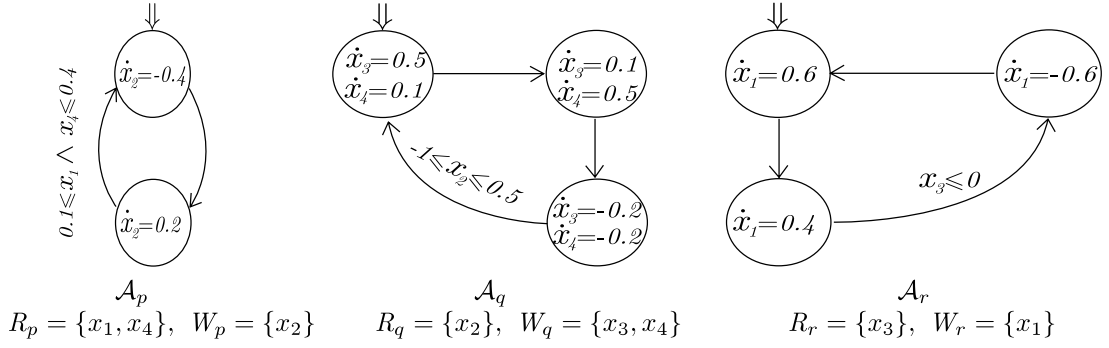 0.1≤x₁ ∧ x₄≤0.4
ẋ₂=-0.4
ẋ₂=0.2
𝒜ₚ
Rₚ = {x₁, x₄}, Wₚ = {x₂}
ẋ₃=0.5
ẋ₄=0.1
ẋ₃=0.1
ẋ₄=0.5
-1≤x₂≤0.5
ẋ₃=-0.2
ẋ₄=-0.2
𝒜_q
R_q = {x₂}, W_q = {x₃, x₄}
ẋ₁=0.6
ẋ₁=-0.6
x₃≤0
ẋ₁=0.4
𝒜ᵣ
Rᵣ = {x₃}, Wᵣ = {x₁}